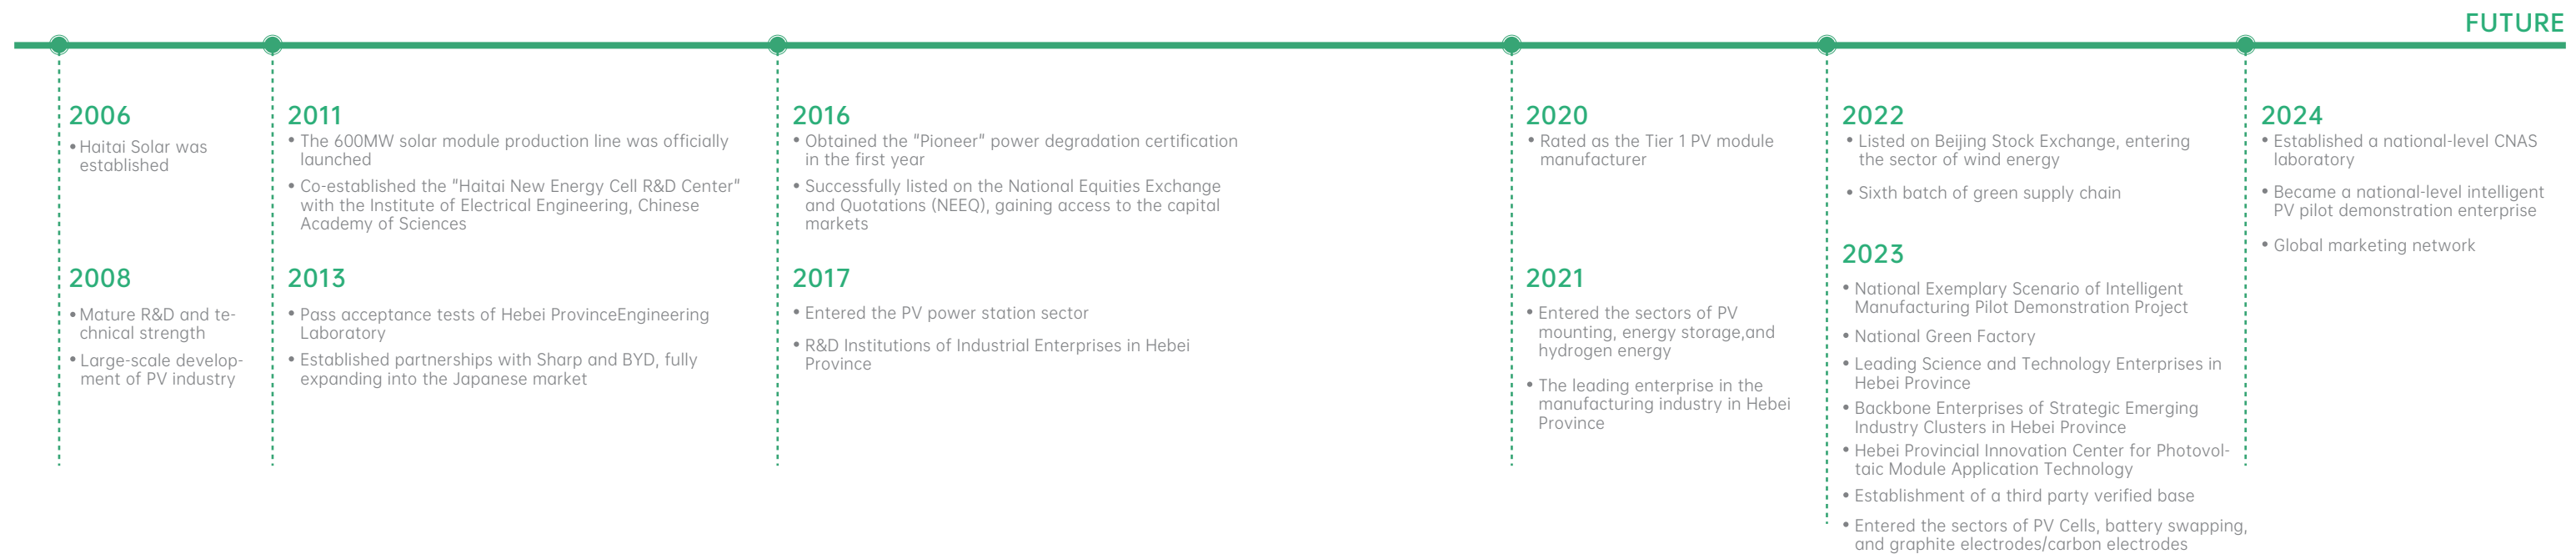 FUTURE
2006
• Haitai Solar was
established
2008
• Mature R&D and te-
chnical strength
• Large-scale develop-
ment of PV industry
2011
• The 600MW solar module production line was officially
launched
• Co-established the "Haitai New Energy Cell R&D Center"
with the Institute of Electrical Engineering, Chinese
Academy of Sciences
2013
• Pass acceptance tests of Hebei ProvinceEngineering
Laboratory
• Established partnerships with Sharp and BYD, fully
expanding into the Japanese market
2016
• Obtained the "Pioneer" power degradation certification
in the first year
• Successfully listed on the National Equities Exchange
and Quotations (NEEQ), gaining access to the capital
markets
2017
• Entered the PV power station sector
• R&D Institutions of Industrial Enterprises in Hebei
Province
2020
• Rated as the Tier 1 PV module
manufacturer
2021
• Entered the sectors of PV
mounting, energy storage,and
hydrogen energy
• The leading enterprise in the
manufacturing industry in Hebei
Province
2022
• Listed on Beijing Stock Exchange, entering
the sector of wind energy
• Sixth batch of green supply chain
2023
• National Exemplary Scenario of Intelligent
Manufacturing Pilot Demonstration Project
• National Green Factory
• Leading Science and Technology Enterprises in
Hebei Province
• Backbone Enterprises of Strategic Emerging
Industry Clusters in Hebei Province
• Hebei Provincial Innovation Center for Photovol-
taic Module Application Technology
• Establishment of a third party verified base
• Entered the sectors of PV Cells, battery swapping,
and graphite electrodes/carbon electrodes
2024
• Established a national-level CNAS
laboratory
• Became a national-level intelligent
PV pilot demonstration enterprise
• Global marketing network